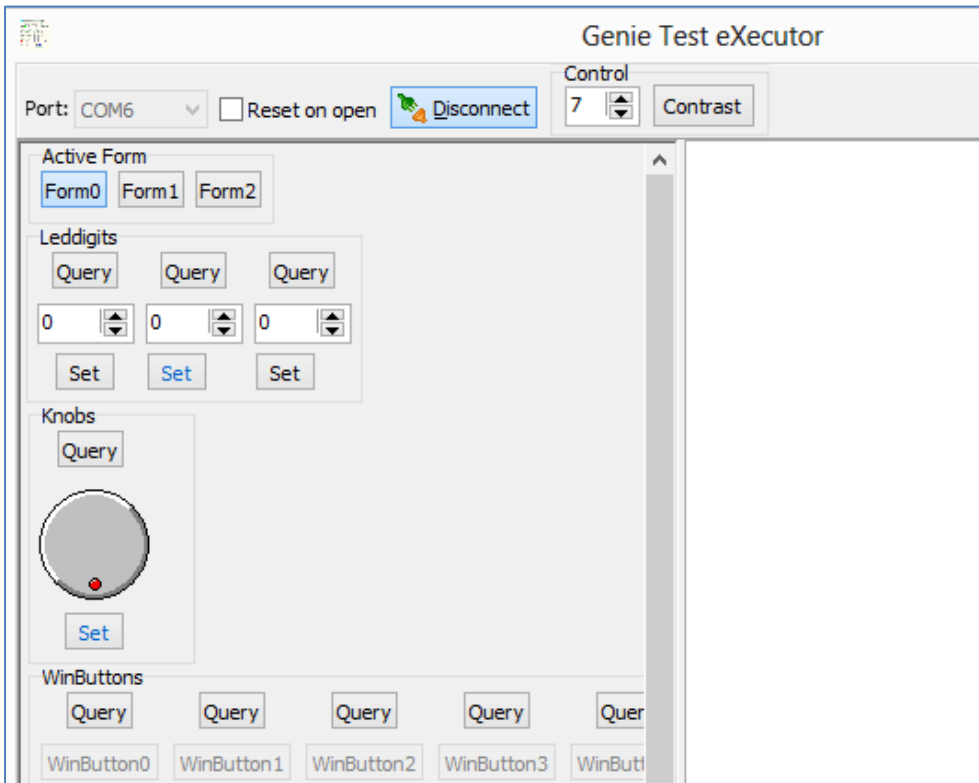 Genie Test eXecutor
Port: COM6 Reset on open Disconnect Control 7 Contrast
Active Form
Form0 Form1 Form2
Leddigits
Query Query Query
0 0 0
Set Set Set
Knobs
Query
Set
WinButtons
Query Query Query Query Quer
WinButton0 WinButton1 WinButton2 WinButton3 WinButt